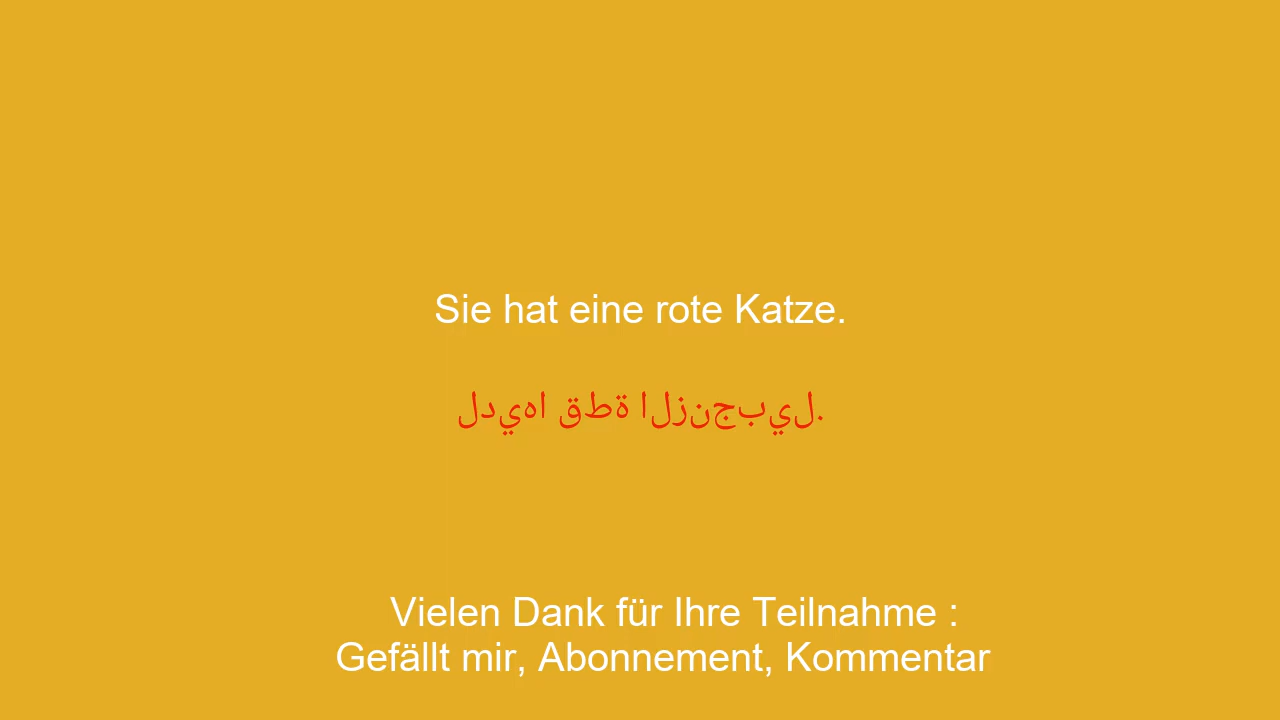 Sie hat eine rote Katze.
لديها قطة الزنجبيل.
Vielen Dank für Ihre Teilnahme :
Gefällt mir, Abonnement, Kommentar